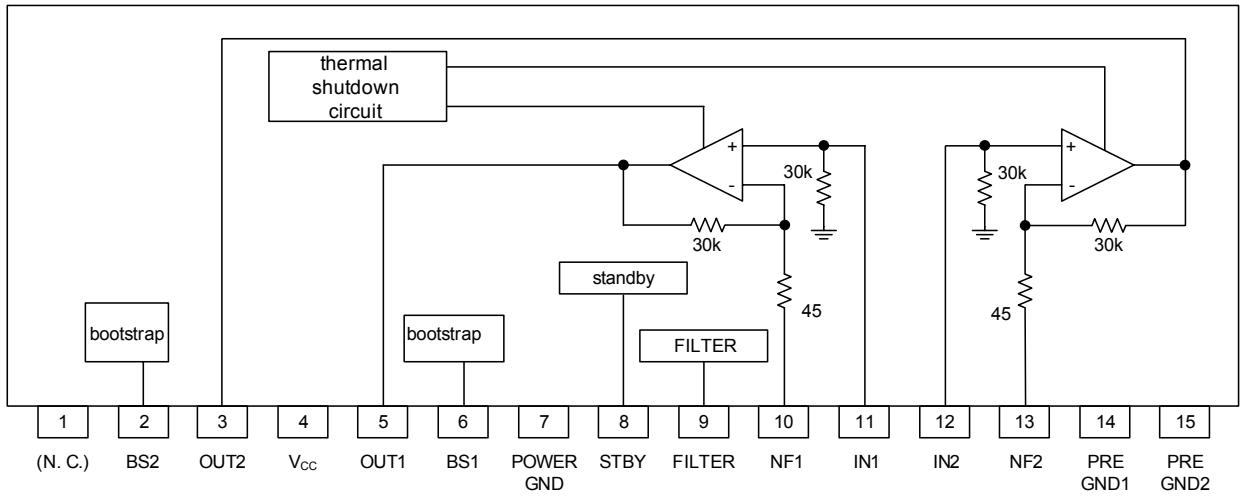 thermal
shutdown
circuit
+
-
30k
30k
45
+
-
30k
30k
45
standby
bootstrap
bootstrap
FILTER
1 2 3 4 5 6 7 8 9 10 11 12 13 14 15
(N. C.) BS2 OUT2 VCC OUT1 BS1 POWER GND STBY FILTER NF1 IN1 IN2 NF2 PRE GND1 PRE GND2